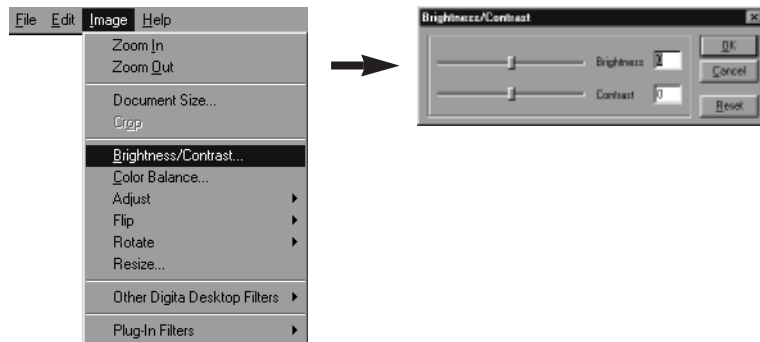 File Edit Image Help
Zoom In
Zoom Out
Document Size...
Crop
Brightness/Contrast...
Color Balance...
Adjust
Flip
Rotate
Resize...
Other Digita Desktop Filters
Plug-In Filters
Brightness/Contrast
Brightness 0
Contrast 0
OK
Cancel
Reset